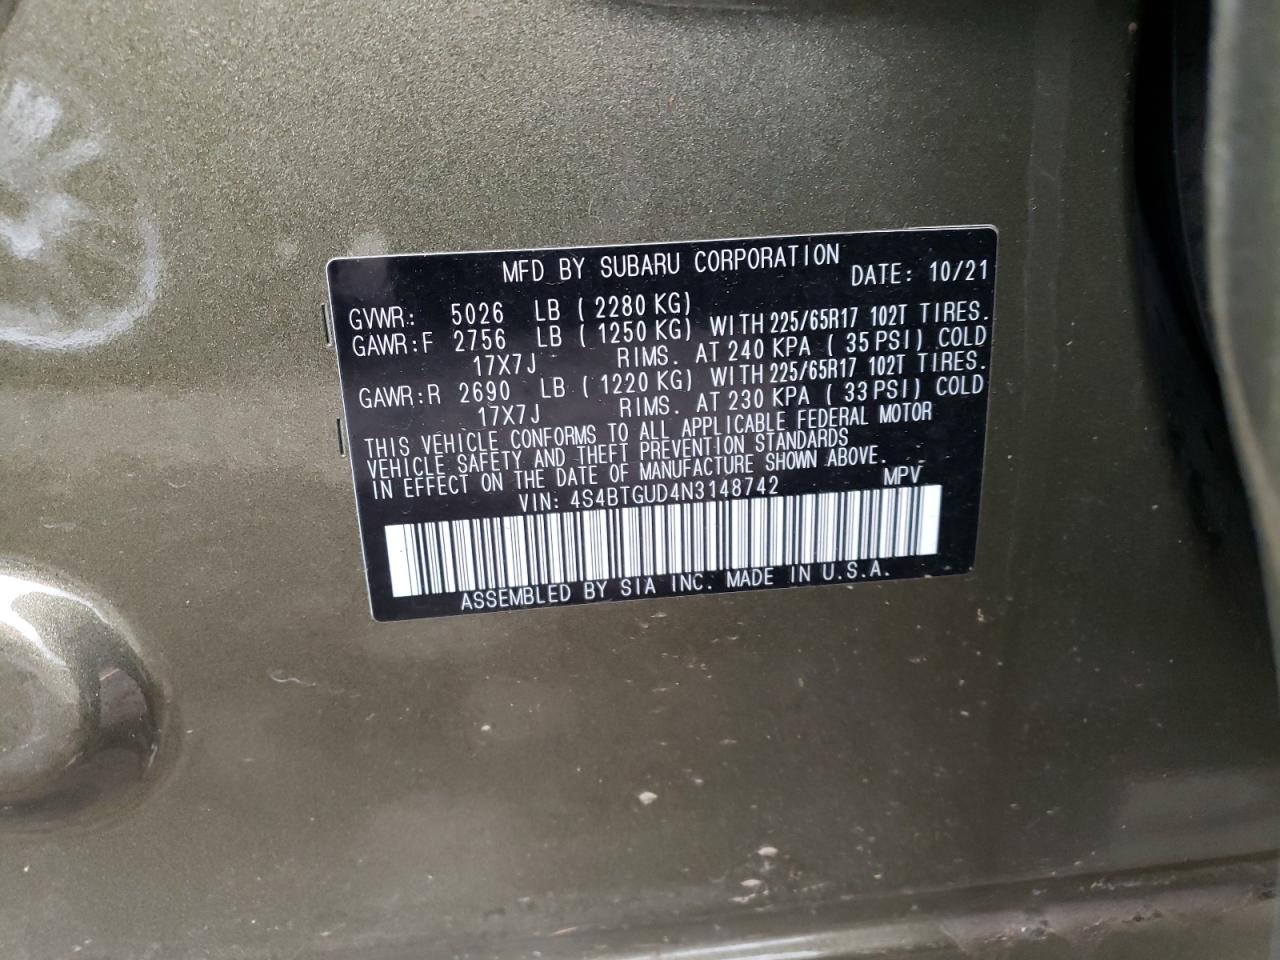 MFD BY SUBARU CORPORATION DATE: 10/21
GVWR: 5026 LB ( 2280 KG)
GAWR:F 2756 LB ( 1250 KG) WITH 225/65R17 102T TIRES.
17X7J RIMS. AT 240 KPA ( 35 PSI) COLD
GAWR:R 2690 LB ( 1220 KG) WITH 225/65R17 102T TIRES.
17X7J RIMS. AT 230 KPA ( 33 PSI) COLD
THIS VEHICLE CONFORMS TO ALL APPLICABLE FEDERAL MOTOR
VEHICLE SAFETY AND THEFT PREVENTION STANDARDS
IN EFFECT ON THE DATE OF MANUFACTURE SHOWN ABOVE.
VIN: 4S4BTGUD4N3148742 MPV
ASSEMBLED BY SIA INC. MADE IN U.S.A.